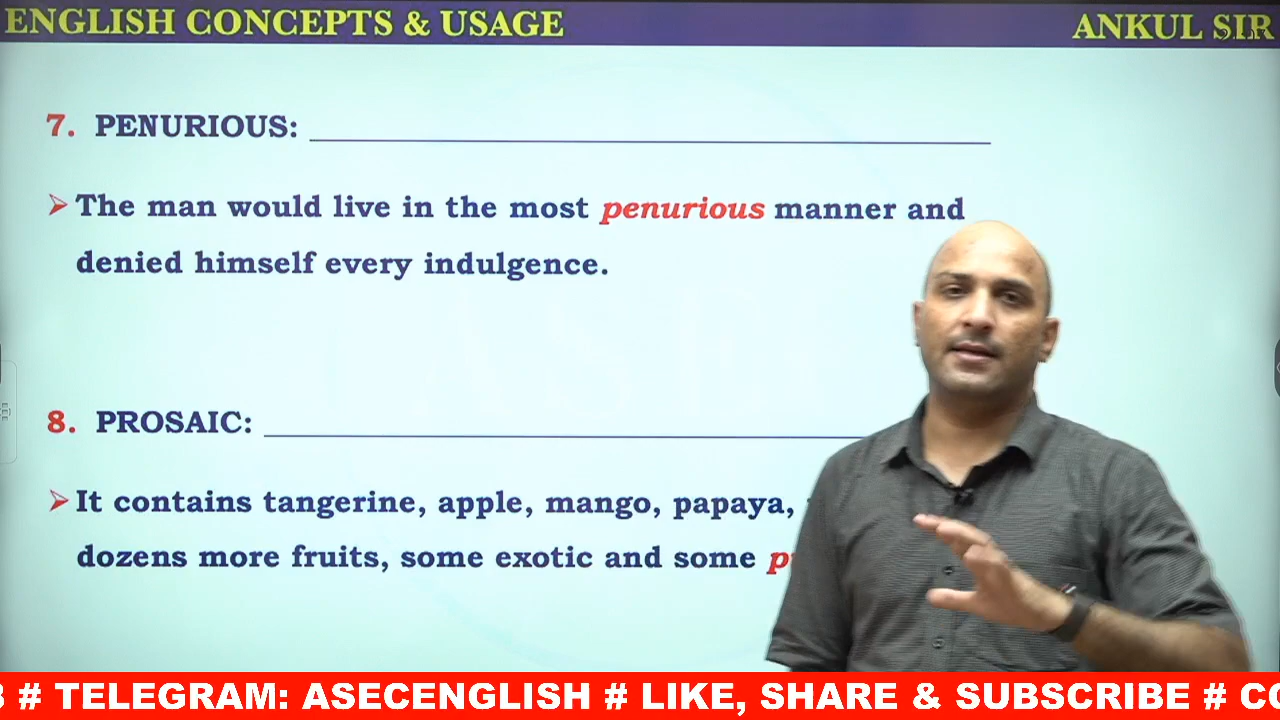 ENGLISH CONCEPTS & USAGE
ANKUL SIR
7. PENURIOUS:
The man would live in the most penurious manner and
denied himself every indulgence.
8. PROSAIC:
It contains tangerine, apple, mango, papaya,
dozens more fruits, some exotic and some
# TELEGRAM: ASECENGLISH # LIKE, SHARE & SUBSCRIBE #